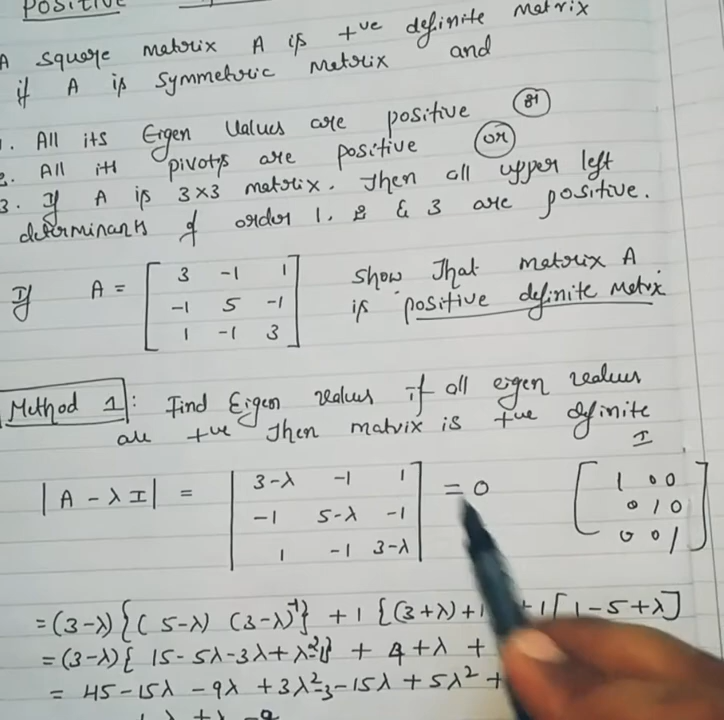 Positive
A square matrix A is +ve definite matrix
if A is Symmetric Matrix and
1. All its Eigen Values are positive or
2. All its pivots are positive or
3. If A is 3×3 matrix. Then all upper left
determinants of order 1, 2 & 3 are positive.
If A = [ 3 -1 1 show That matrix A
-1 5 -1 is positive definite Metrix
1 -1 3 ]
Method 1: Find Eigen values if all eigen values
are +ve Then matrix is +ve definite
I
|A - λI| = | 3-λ -1 1 | = 0 [ 1 0 0
-1 5-λ -1 0 1 0
1 -1 3-λ 0 0 1 ]
= (3-λ){(5-λ) (3-λ)-1} + 1{(3+λ)+1 +1[1-5+λ]
= (3-λ){15-5λ-3λ+λ²-1} + 4+λ +
= 45-15λ-9λ+3λ²-3-15λ+5λ²+